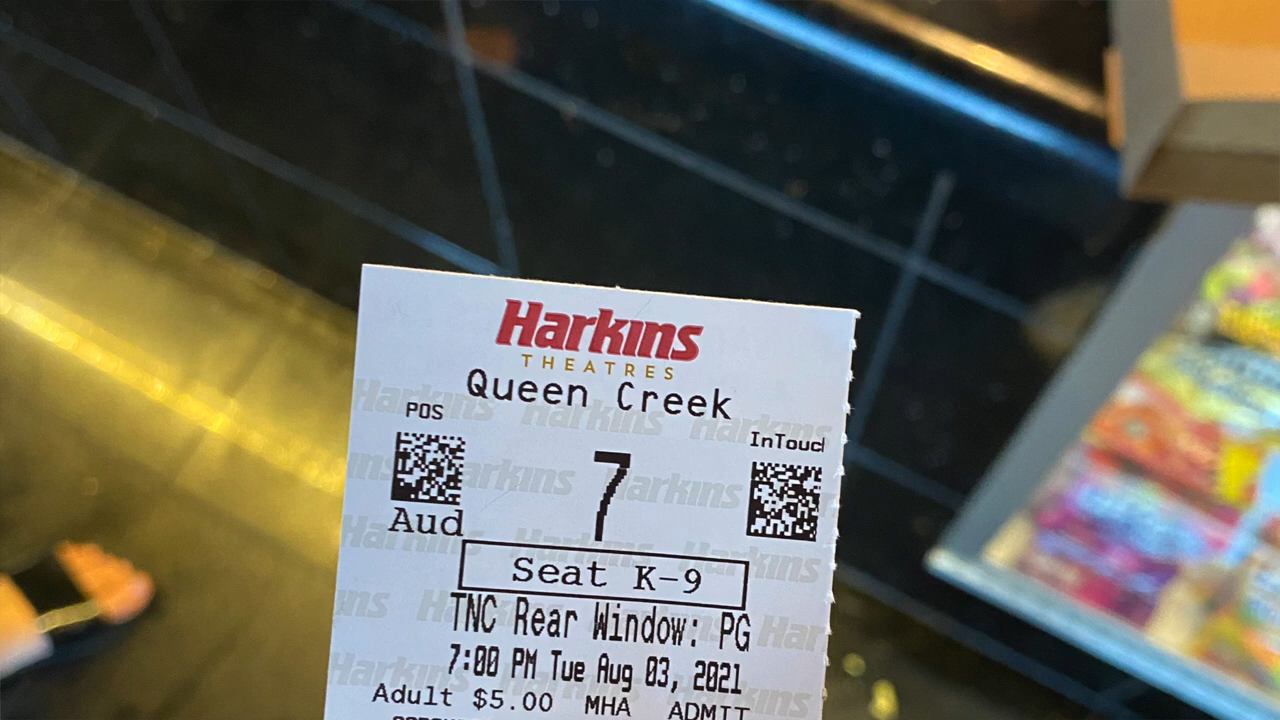 Harkins
THEATRES
Queen Creek
POS
InTouch
7
Aud
Seat K-9
TNC Rear Window: PG
7:00 PM Tue Aug 03, 2021
Adult $5.00 MHA ADMIT